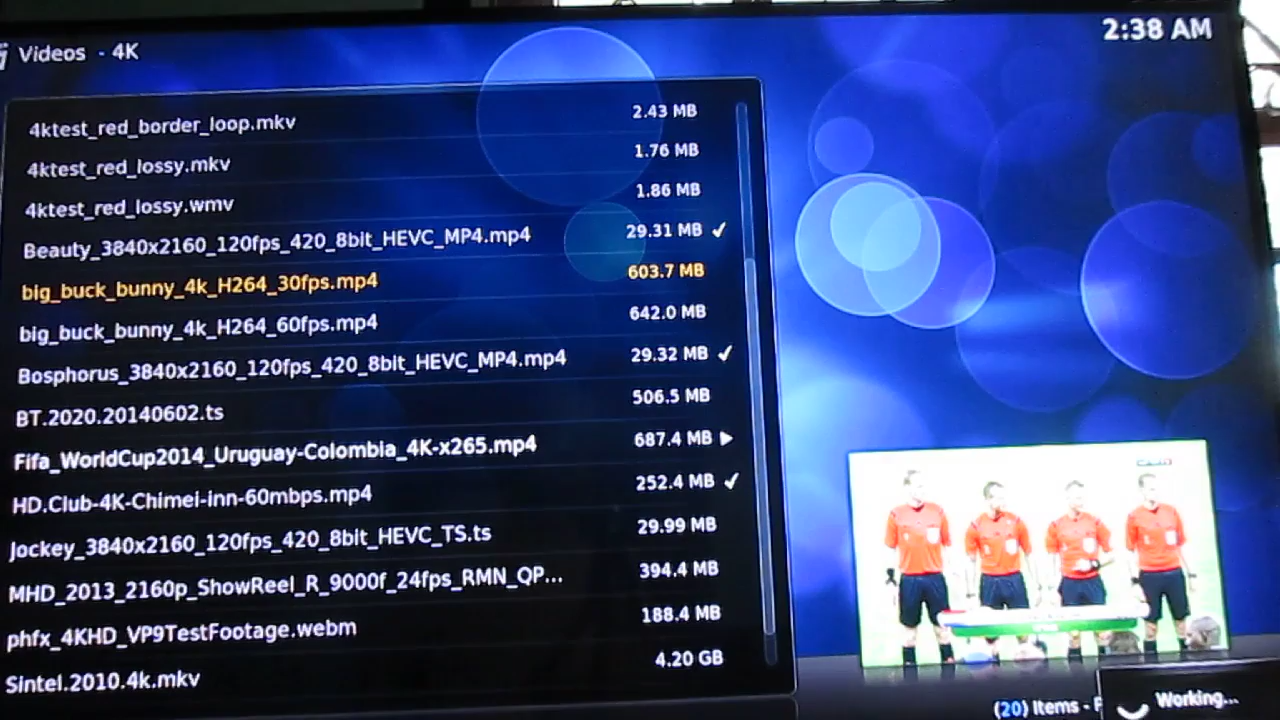 Videos - 4K
2:38 AM
4ktest_red_border_loop.mkv 2.43 MB
4ktest_red_lossy.mkv 1.76 MB
4ktest_red_lossy.wmv 1.86 MB
Beauty_3840x2160_120fps_420_8bit_HEVC_MP4.mp4 29.31 MB
big_buck_bunny_4k_H264_30fps.mp4 603.7 MB
big_buck_bunny_4k_H264_60fps.mp4 642.0 MB
Bosphorus_3840x2160_120fps_420_8bit_HEVC_MP4.mp4 29.32 MB
BT.2020.20140602.ts 506.5 MB
Fifa_WorldCup2014_Uruguay-Colombia_4K-x265.mp4 687.4 MB
HD.Club-4K-Chimei-inn-60mbps.mp4 252.4 MB
Jockey_3840x2160_120fps_420_8bit_HEVC_TS.ts 29.99 MB
MHD_2013_2160p_ShowReel_R_9000f_24fps_RMN_QP... 394.4 MB
phfx_4KHD_VP9TestFootage.webm 188.4 MB
Sintel.2010.4k.mkv 4.20 GB
(20) Items -
Working...